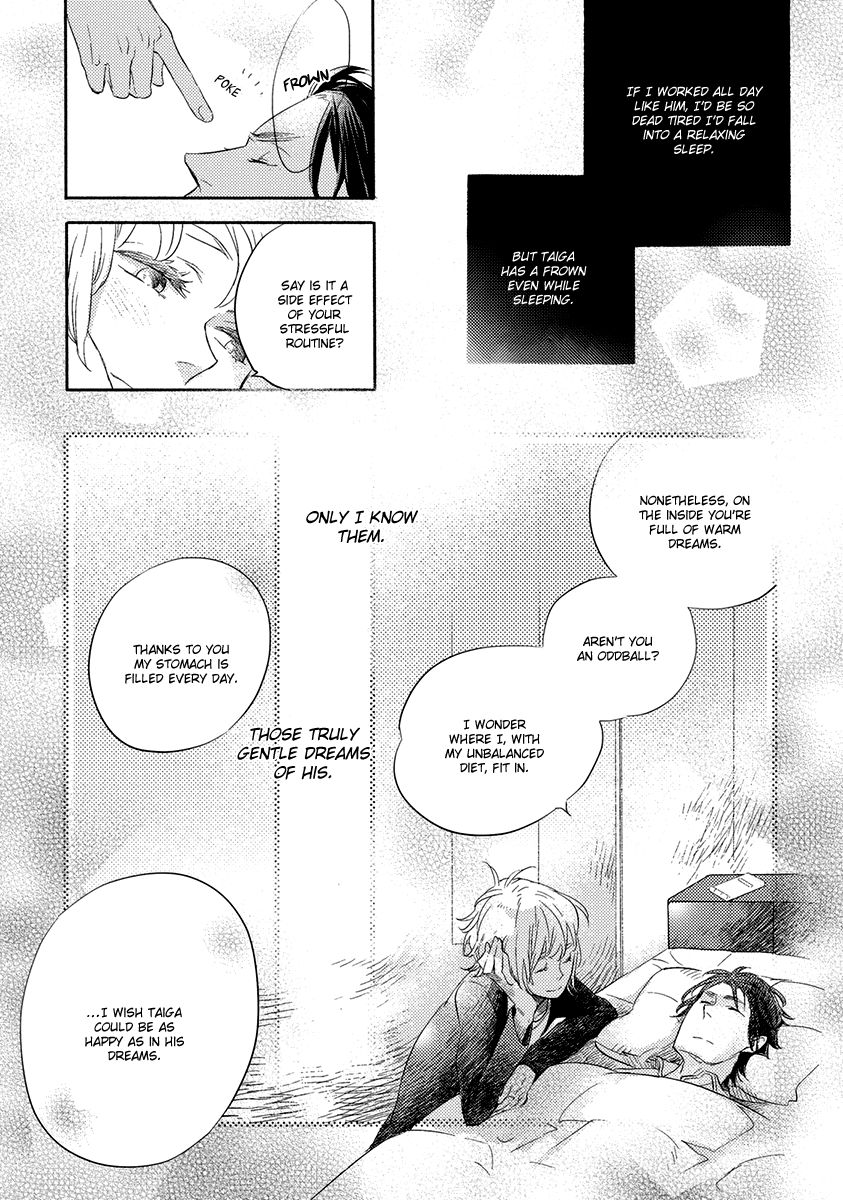 IF I WORKED ALL DAY
LIKE HIM, I'D BE SO
DEAD TIRED I'D FALL
INTO A RELAXING
SLEEP.
BUT TAIGA
HAS A FROWN
EVEN WHILE
SLEEPING.
FROWN
POKE
SAY IS IT A
SIDE EFFECT
OF YOUR
STRESSFUL
ROUTINE?
NONETHELESS, ON
THE INSIDE YOU'RE
FULL OF WARM
DREAMS.
AREN'T YOU
AN ODDBALL?
I WONDER
WHERE I, WITH
MY UNBALANCED
DIET, FIT IN.
ONLY I KNOW
THEM.
THOSE TRULY
GENTLE DREAMS
OF HIS.
THANKS TO YOU
MY STOMACH IS
FILLED EVERY DAY.
...I WISH TAIGA
COULD BE AS
HAPPY AS IN HIS
DREAMS.